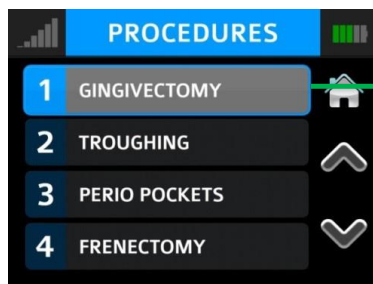 PROCEDURES
1 GINGIVECTOMY
2 TROUGHING
3 PERIO POCKETS
4 FRENECTOMY